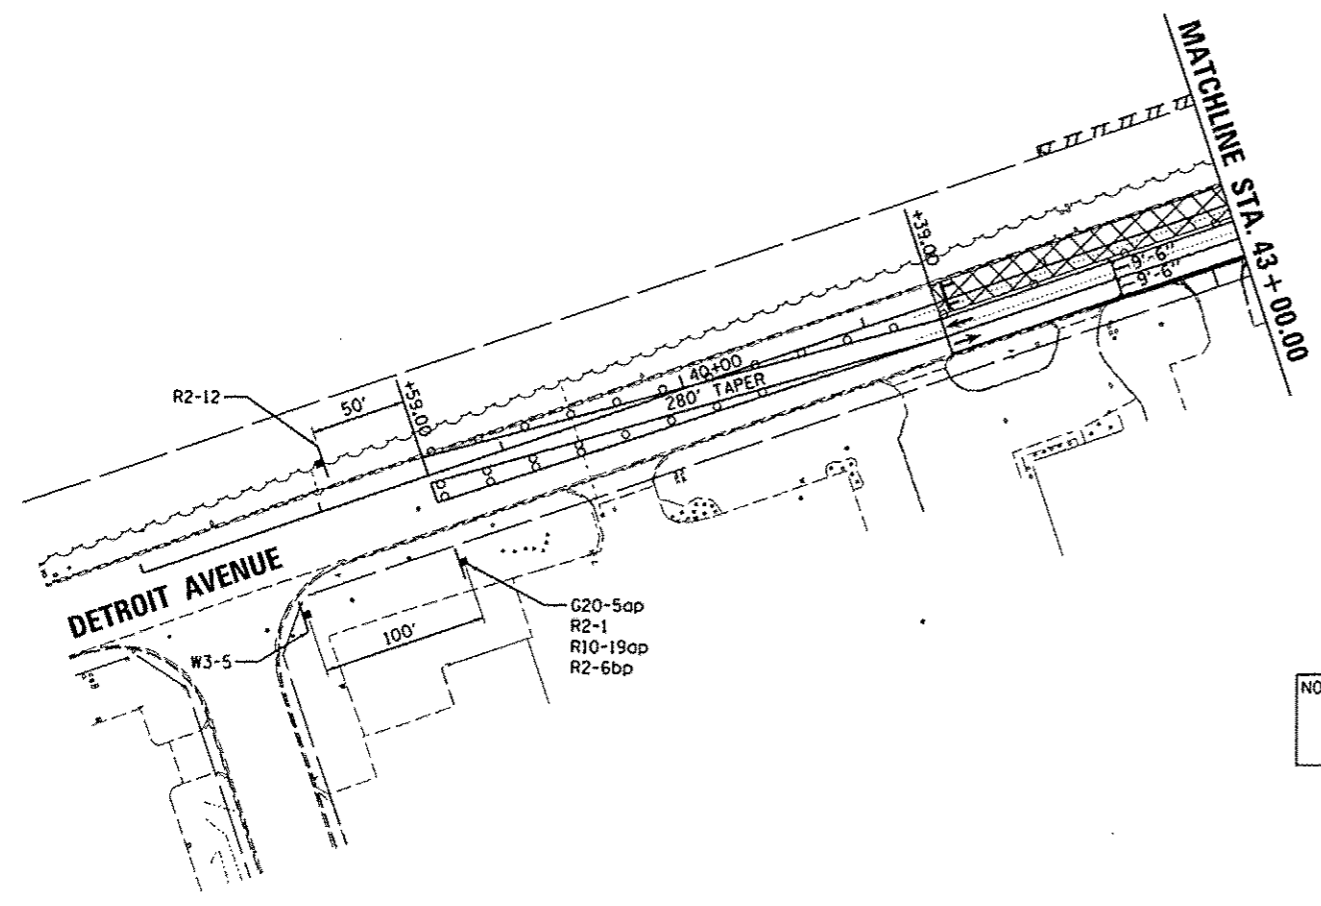 MATCHLINE STA. 43+00.00
+39.00
9'-6"
9'-6"
40+00
280' TAPER
R2-12
50'
+59.00
DETROIT AVENUE
W3-5
100'
G20-5ap
R2-1
R10-19ap
R2-6bp
NO